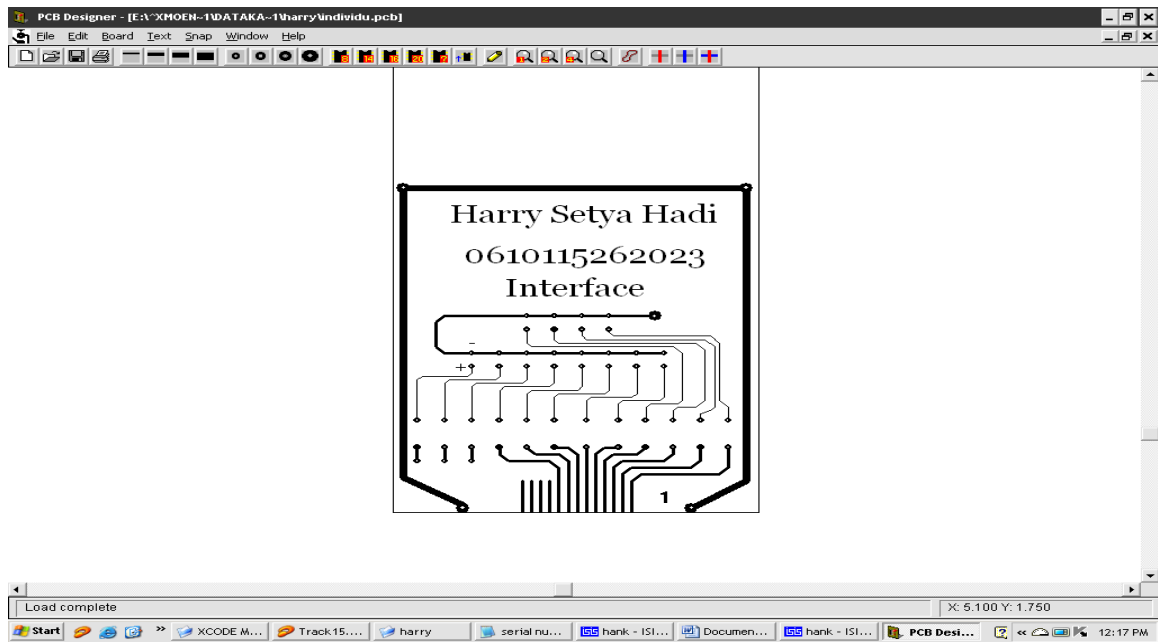 PCB Designer - [E:\^XMOEN~1\DATAKA~1\harry\individu.pcb]
File Edit Board Text Snap Window Help
Harry Setya Hadi
0610115262023
Interface
-
+
1
Load complete
X: 5.100 Y: 1.750
Start » XCODE M... Track15.... harry serial nu... hank - ISI... Documen... hank - ISI... PCB Desi... « 12:17 PM